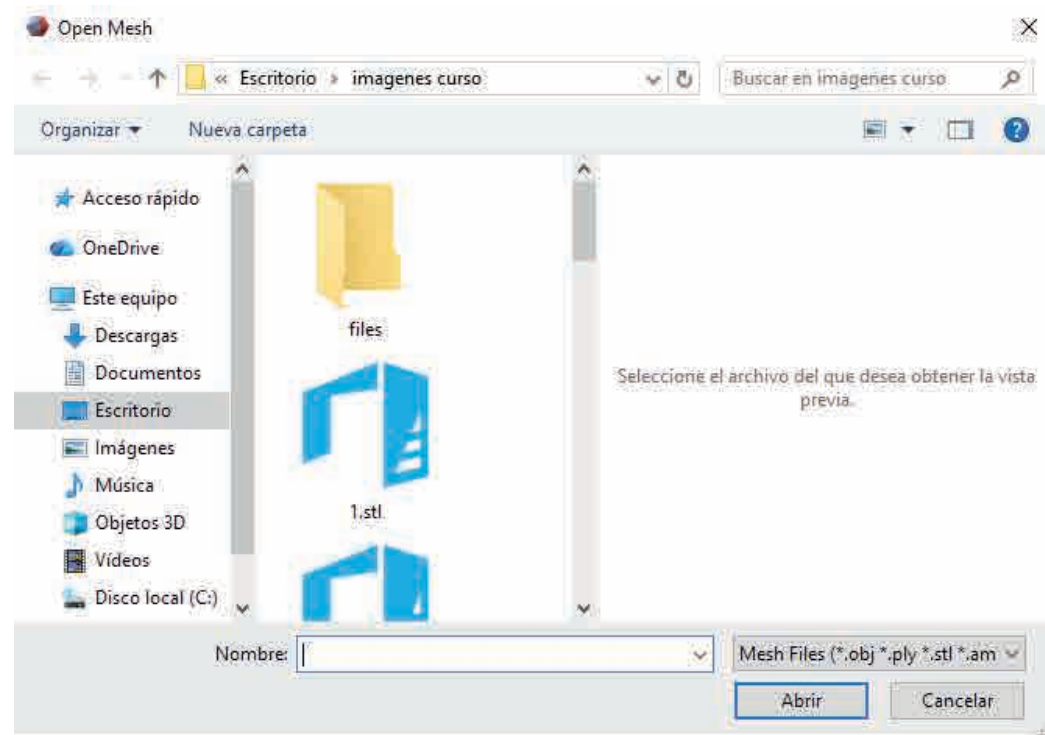 Open Mesh
« Escritorio › imagenes curso
Buscar en imagenes curso
Organizar
Nueva carpeta
Acceso rápido
OneDrive
Este equipo
Descargas
Documentos
Escritorio
Imágenes
Música
Objetos 3D
Vídeos
Disco local (C:)
files
1.stl
Seleccione el archivo del que desea obtener la vista
previa.
Nombre:
Mesh Files (*.obj *.ply *.stl *.am
Abrir
Cancelar